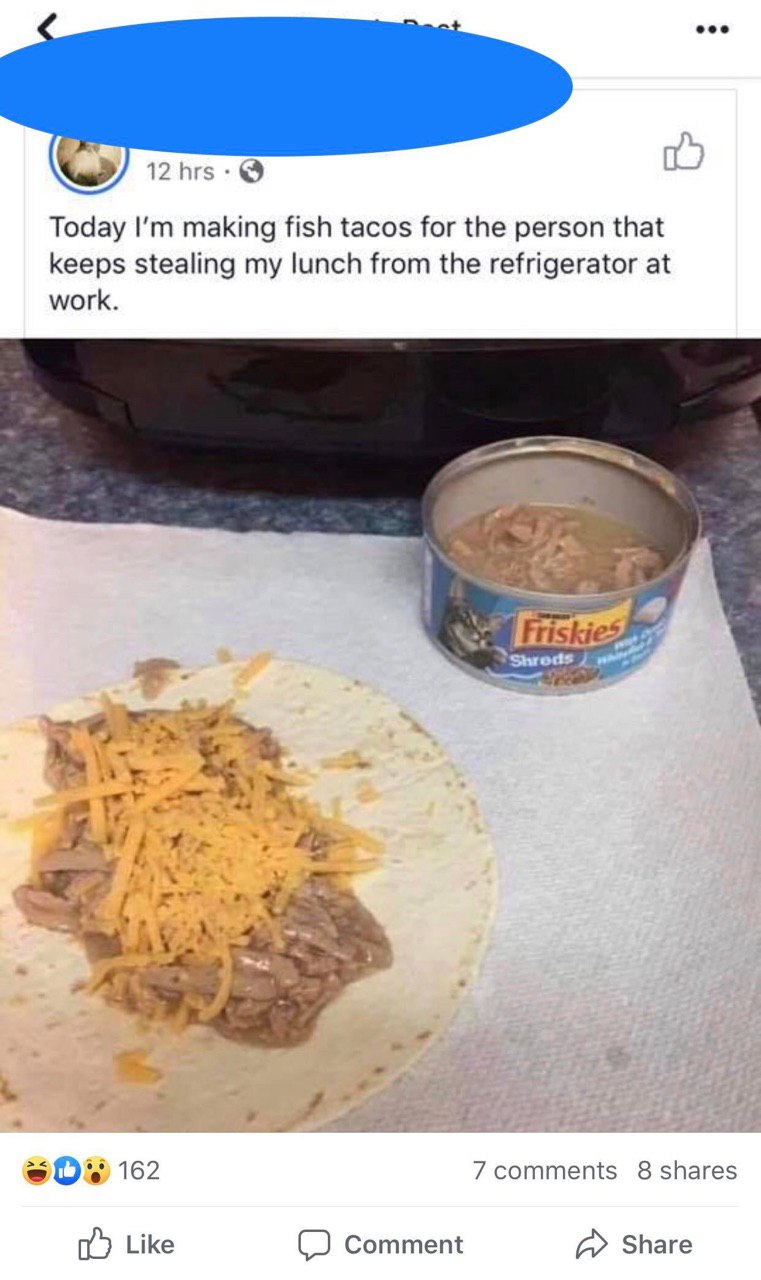 12 hrs ·
Today I'm making fish tacos for the person that
keeps stealing my lunch from the refrigerator at
work.
Friskies
Shreds
162
7 comments 8 shares
Like
Comment
Share